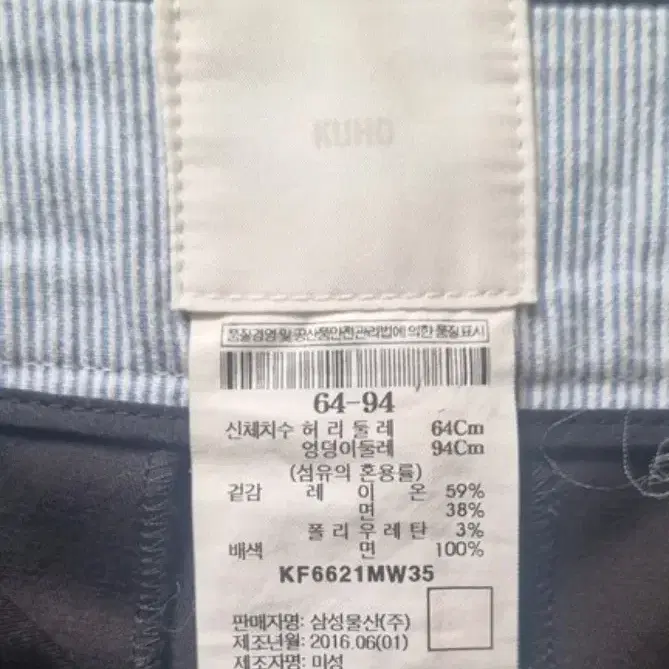 KUHO
품질경영 및 공산품안전관리법에 의한 품질표시
64-94
신체치수 허 리 둘 레 64Cm
엉덩이둘레 94Cm
(섬유의 혼용률)
겉감 레 이 온 59%
면 38%
폴 리 우 레 탄 3%
배색 면 100%
KF6621MW35
판매자명: 삼성물산(주)
제조년월: 2016.06(01)
제조자명: 미성